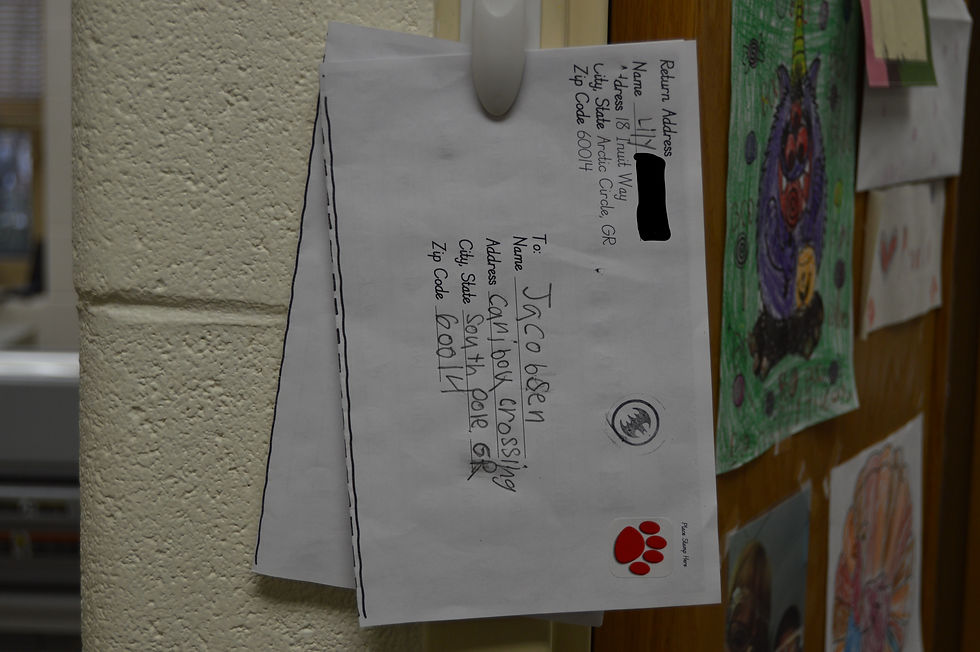 Return Address
Name Lily
Address 18 Inuit Way
City, State Arctic Circle, GR
Zip Code 60014
Place Stamp Here
To:
Name Jacobsen
Address Caribou crossing
City, State South pole, GR
Zip Code 60014